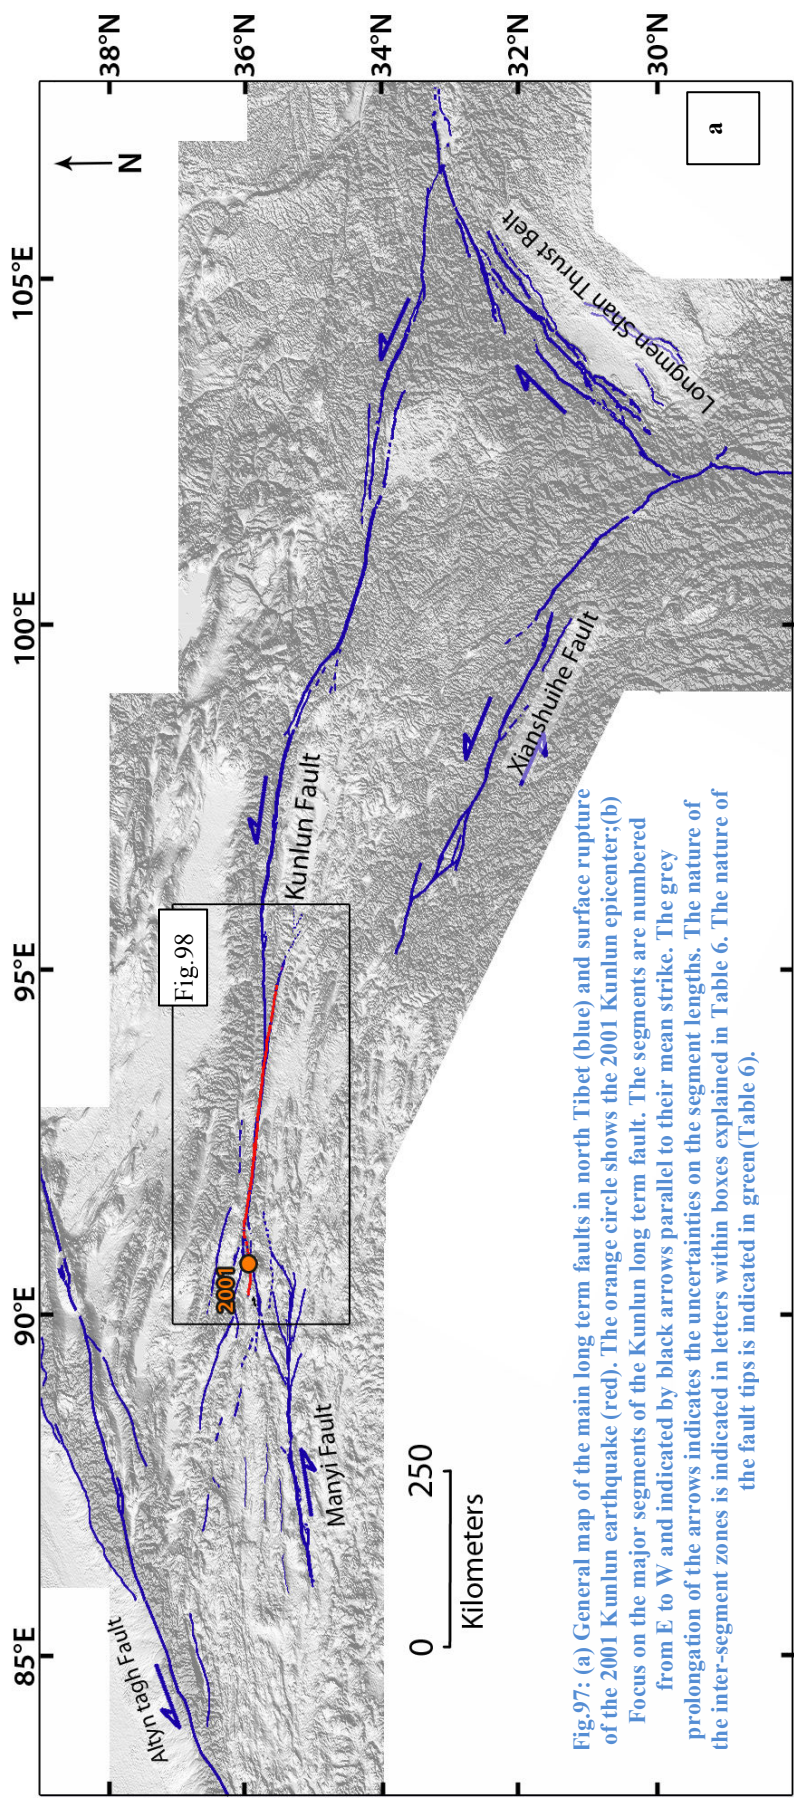 85°E
90°E
95°E
100°E
105°E
38°N
36°N
34°N
32°N
30°N
N
a
Fig.98
Altyn tagh Fault
2001
Manyi Fault
Kunlun Fault
Xianshuihe Fault
Longmen Shan Thrust Belt
0
250
Kilometers
Fig.97: (a) General map of the main long term faults in north Tibet (blue) and surface rupture
of the 2001 Kunlun earthquake (red). The orange circle shows the 2001 Kunlun epicenter;(b)
Focus on the major segments of the Kunlun long term fault. The segments are numbered
from E to W and indicated by black arrows parallel to their mean strike. The grey
prolongation of the arrows indicates the uncertainties on the segment lengths. The nature of
the inter-segment zones is indicated in letters within boxes explained in Table 6. The nature of
the fault tips is indicated in green(Table 6).